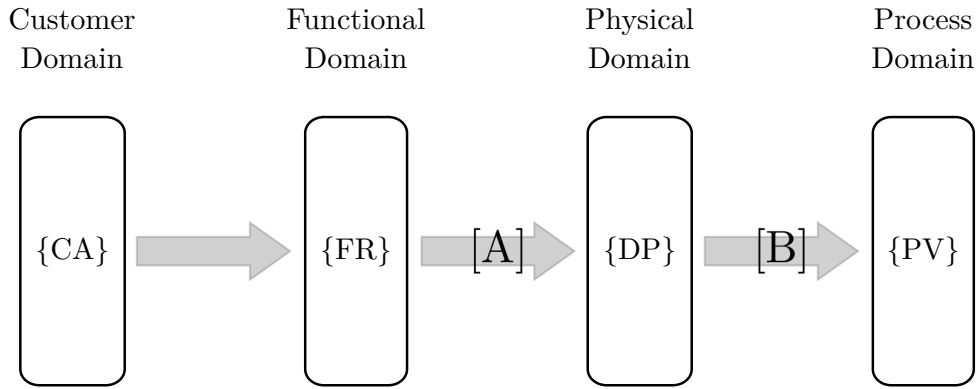 Customer
Domain
Functional
Domain
Physical
Domain
Process
Domain
{CA}
{FR}
[A]
{DP}
[B]
{PV}